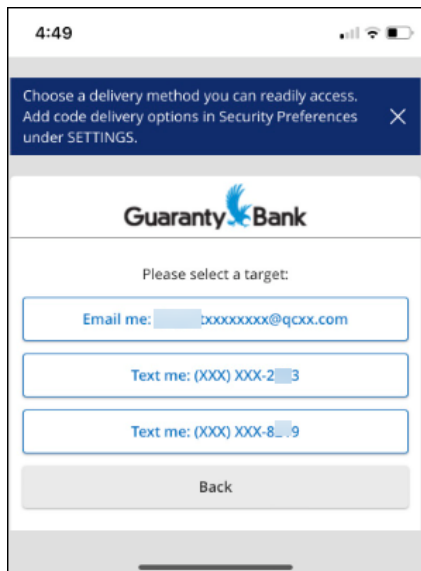 4:49
Choose a delivery method you can readily access.
Add code delivery options in Security Preferences
under SETTINGS.
Guaranty Bank
Please select a target:
Email me: xxxxxxxx@qcxx.com
Text me: (XXX) XXX-2 3
Text me: (XXX) XXX-8 9
Back